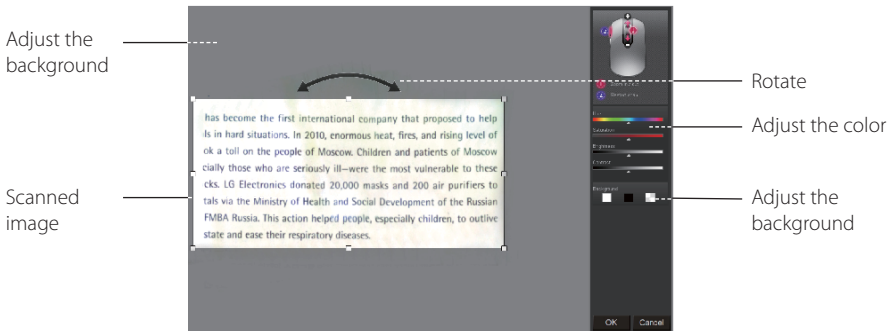 Adjust the
background
Scanned
image
has become the first international company that proposed to help
ls in hard situations. In 2010, enormous heat, fires, and rising level of
ok a toll on the people of Moscow. Children and patients of Moscow
cially those who are seriously ill—were the most vulnerable to these
cks. LG Electronics donated 20,000 masks and 200 air purifiers to
tals via the Ministry of Health and Social Development of the Russian
FMBA Russia. This action helped people, especially children, to outlive
state and ease their respiratory diseases.
Saturation
Brightness
Contrast
Background
OK Cancel
Rotate
Adjust the color
Adjust the
background